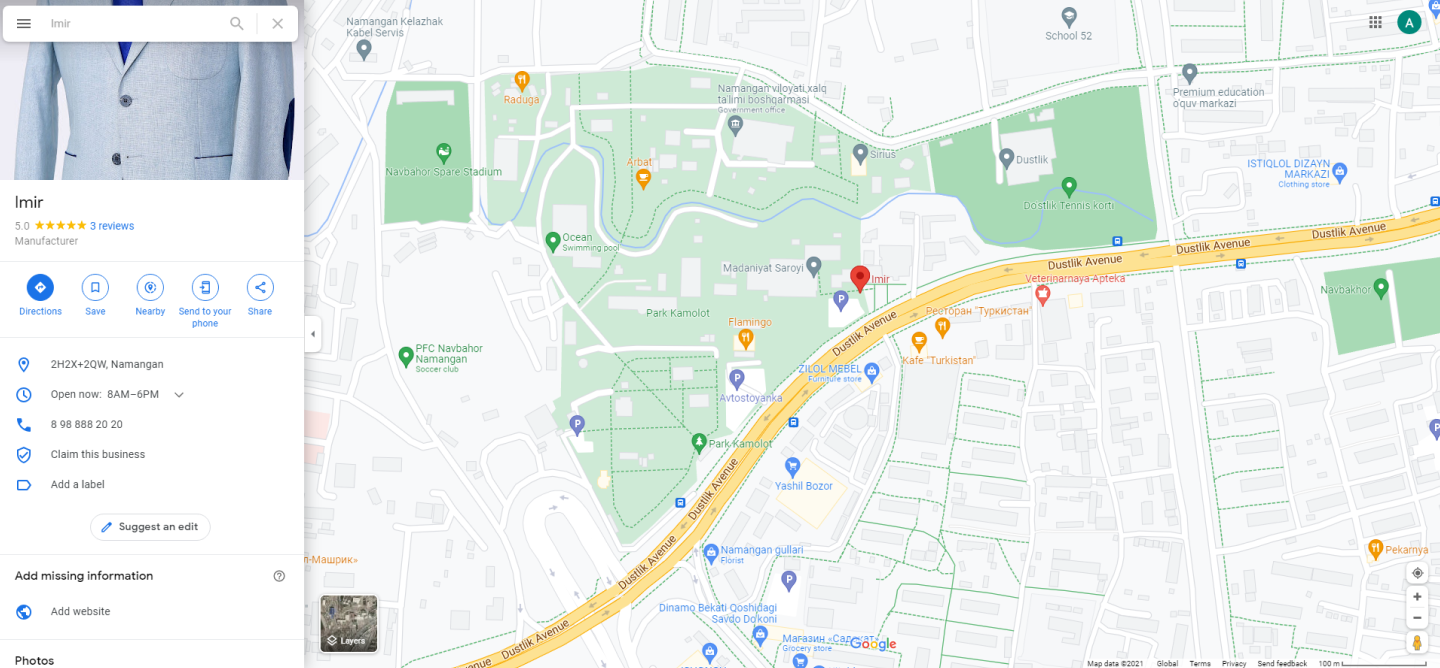 Imir
Imir
5.0
3 reviews
Manufacturer
Directions
Save
Nearby
Send to your
phone
Share
2H2X+2QW, Namangan
Open now: 8AM–6PM
8 98 888 20 20
Claim this business
Add a label
Suggest an edit
Add missing information
Add website
Photos
Namangan Kelazhak
Kabel Servis
School 52
A
Raduga
Namangan viloyati xalq
ta'limi boshqarmasi
Government office
Premium education
o'quv markazi
Navbahor Spare Stadium
Arbat
Sirius
Dustlik
ISTIQLOL DIZAYN
MARKAZI
Clothing store
Dostlik Tennis korti
Ocean
Swimming pool
Dustlik Avenue
Dustlik Avenue
Dustlik Avenue
Madaniyat Saroyi
Imir
P
Veterinarnaya Apteka
Navbakhor
Park Kamolot
Flamingo
Ресторан "Туркистан"
Dustlik Avenue
PFC Navbahor
Namangan
Soccer club
Kafe "Turkistan"
ZILOL MEBEL
Furniture store
P
Avtostoyanka
P
P
Park Kamolot
Dustlik Avenue
Yashil Bozor
Dustlik Avenue
Namangan gullari
Florist
P
л-Машрик»
Pekarnya
Dinamo Bekati Qoshidagi
Savdo Do'koni
Dustlik Avenue
Layers
Магазин «Садокат»
Grocery store
Google
Map data ©2021
Global
Terms
Privacy
Send feedback
100 m